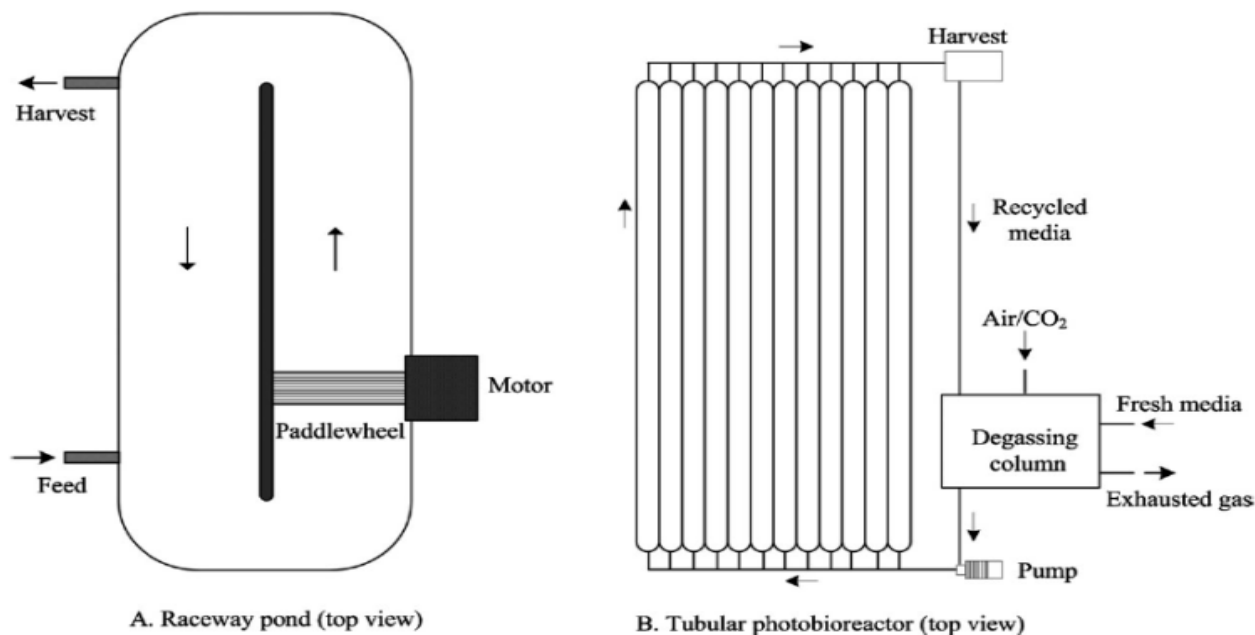 Harvest
Motor
Paddlewheel
Feed
A. Raceway pond (top view)
Harvest
Recycled
media
Air/CO₂
Fresh media
Degassing
column
Exhausted gas
Pump
B. Tubular photobioreactor (top view)